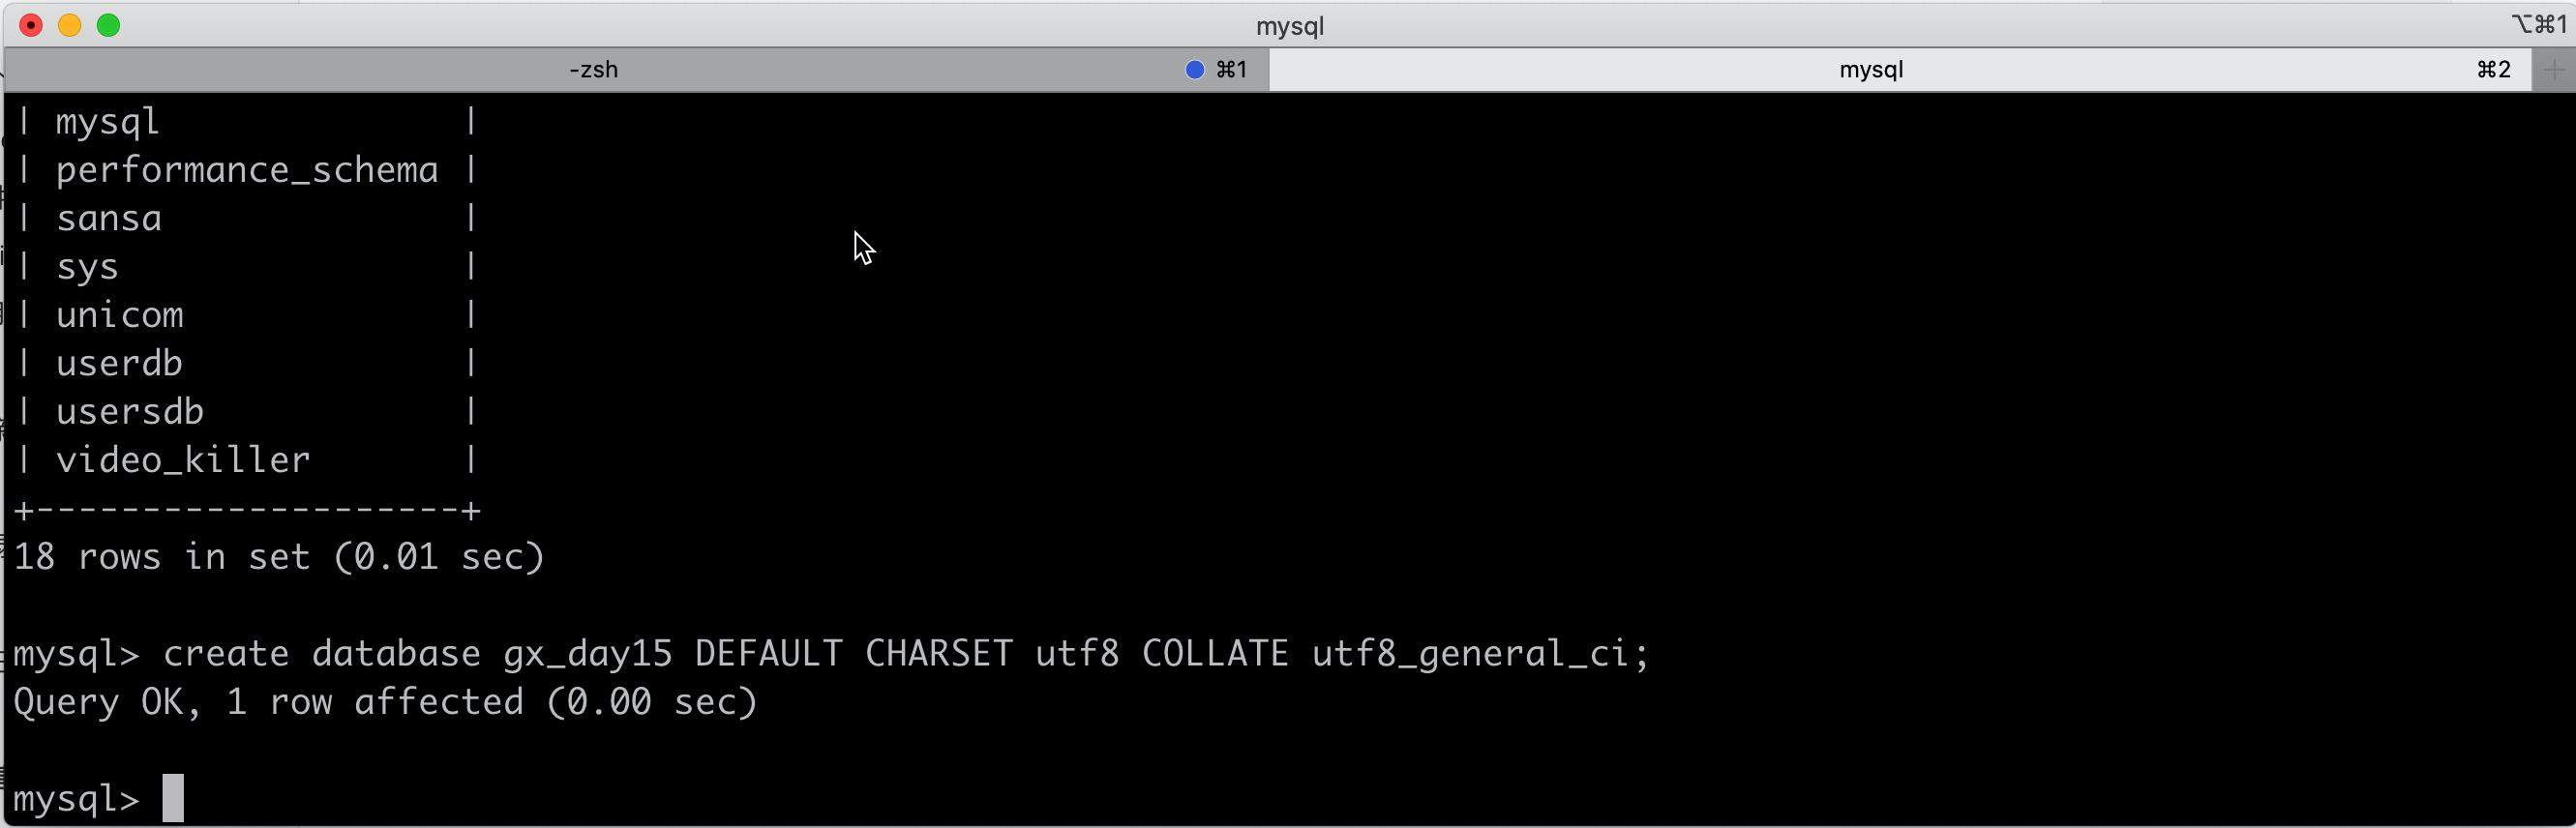 mysql
⌥⌘1
-zsh ⌘1 mysql ⌘2 +
| mysql              |
| performance_schema |
| sansa              |
| sys                |
| unicom             |
| userdb             |
| usersdb            |
| video_killer       |
+--------------------+
18 rows in set (0.01 sec)
mysql> create database gx_day15 DEFAULT CHARSET utf8 COLLATE utf8_general_ci;
Query OK, 1 row affected (0.00 sec)
mysql>